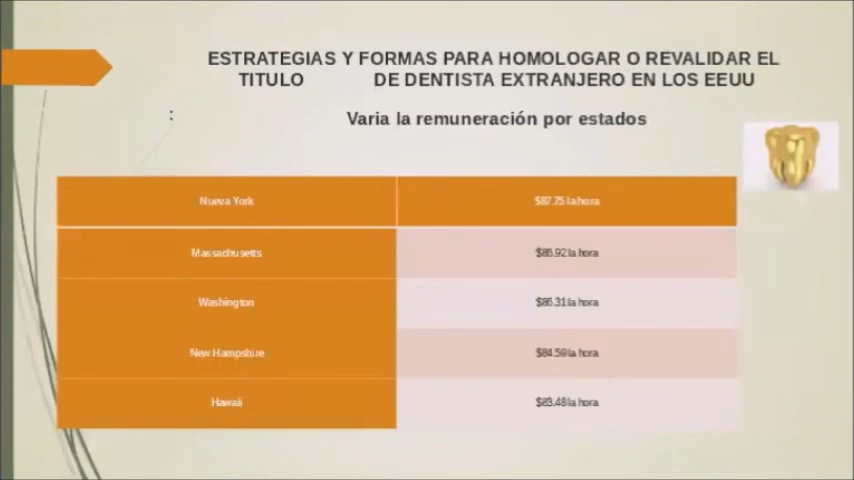 ESTRATEGIAS Y FORMAS PARA HOMOLOGAR O REVALIDAR EL
TITULO DE DENTISTA EXTRANJERO EN LOS EEUU
: Varia la remuneración por estados
Nueva York $87.75 la hora
Massachusetts $86.92 la hora
Washington $86.31 la hora
New Hampshire $84.59 la hora
Hawaii $83.48 la hora